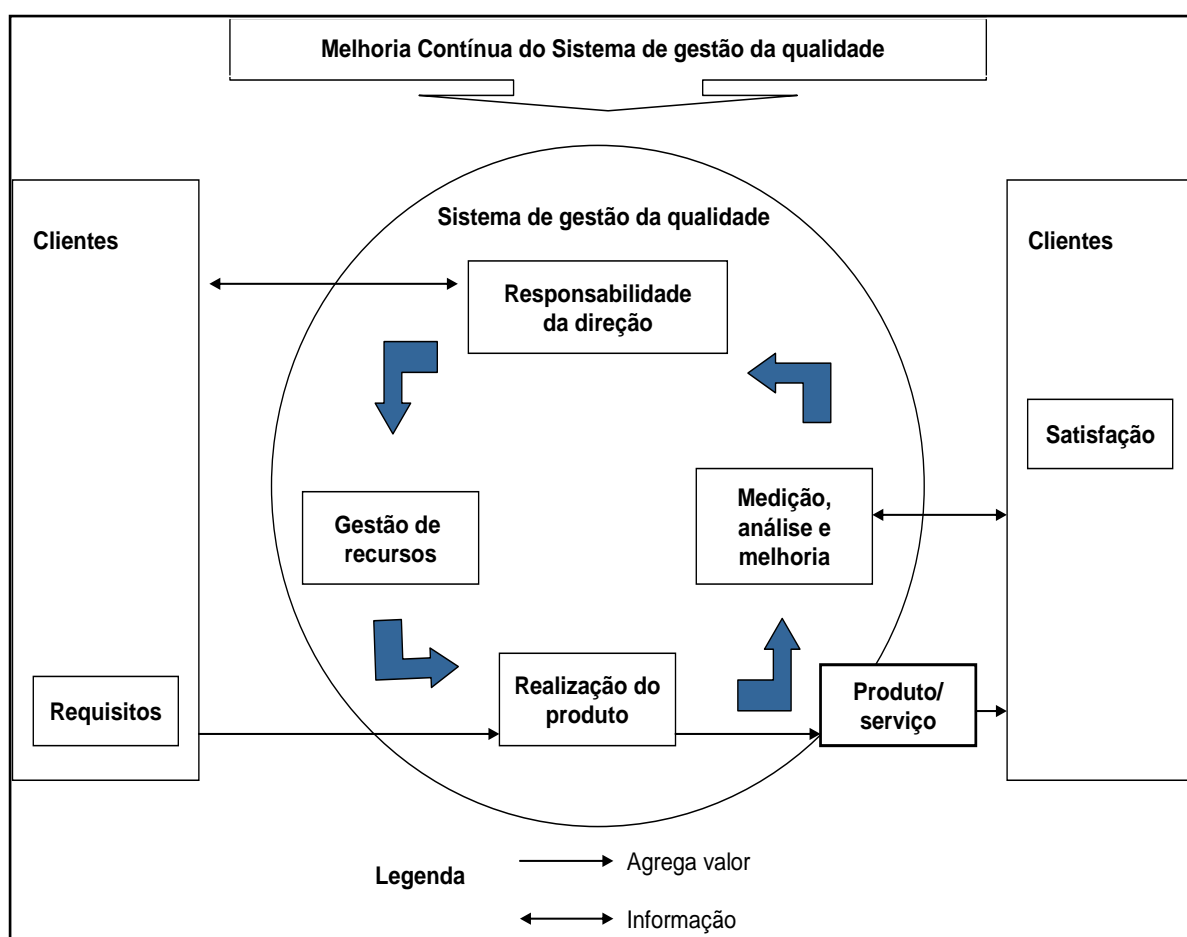 Melhoria Contínua do Sistema de gestão da qualidade
Sistema de gestão da qualidade
Clientes
Clientes
Responsabilidade
da direção
Satisfação
Gestão de
recursos
Medição,
análise e
melhoria
Requisitos
Realização do
produto
Produto/
serviço
Legenda
Agrega valor
Informação